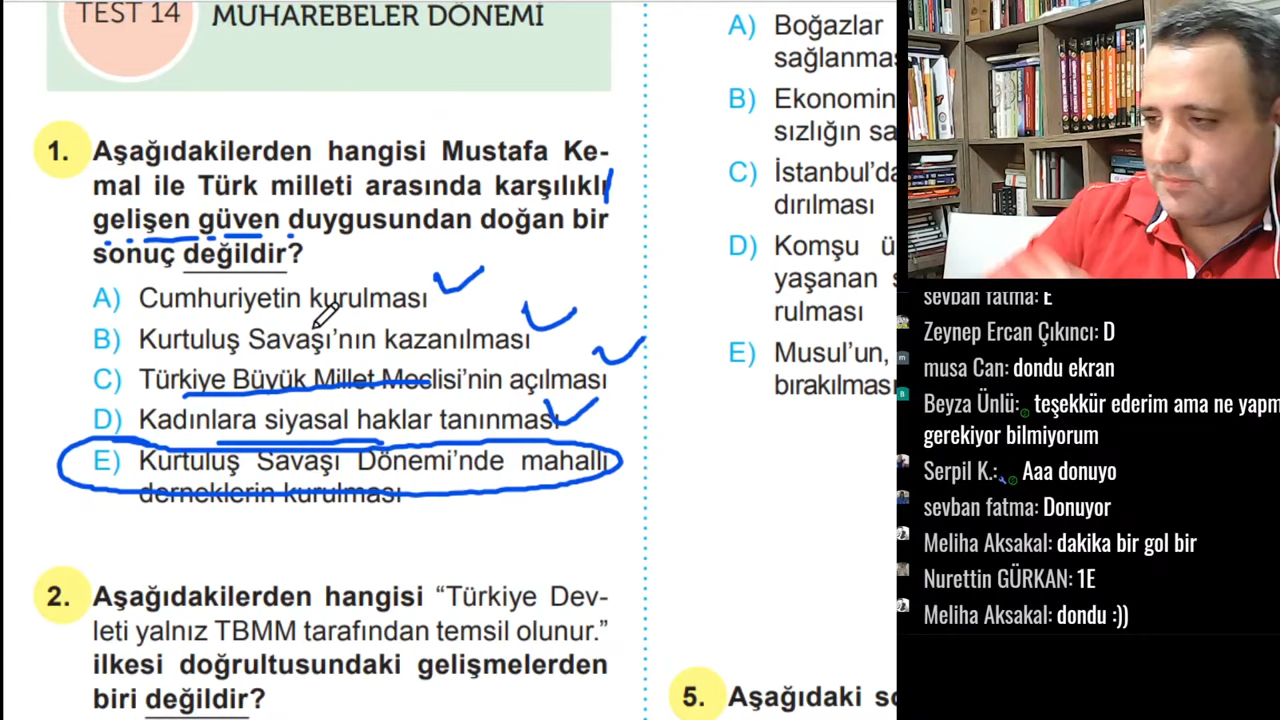 TEST 14
MUHAREBELER DÖNEMİ
1. Aşağıdakilerden hangisi Mustafa Ke-
mal ile Türk milleti arasında karşılıklı
gelişen güven duygusundan doğan bir
sonuç değildir?
A) Cumhuriyetin kurulması
B) Kurtuluş Savaşı’nın kazanılması
C) Türkiye Büyük Millet Meclisi’nin açılması
D) Kadınlara siyasal haklar tanınması
E) Kurtuluş Savaşı Dönemi’nde mahallî
derneklerin kurulması
2. Aşağıdakilerden hangisi “Türkiye Dev-
leti yalnız TBMM tarafından temsil olunur.”
ilkesi doğrultusundaki gelişmelerden
biri değildir?
A) Boğazlar
sağlanmas
B) Ekonomin
sızlığın sa
C) İstanbul’da
dırılması
D) Komşu ü
yaşanan s
rulması
E) Musul’un,
bırakılması
5. Aşağıdaki so
sevban fatma: E
Zeynep Ercan Çıkıncı: D
musa Can: dondu ekran
Beyza Ünlü: teşekkür ederim ama ne yapm
gerekiyor bilmiyorum
Serpil K.: Aaa donuyo
sevban fatma: Donuyor
Meliha Aksakal: dakika bir gol bir
Nurettin GÜRKAN: 1E
Meliha Aksakal: dondu :))